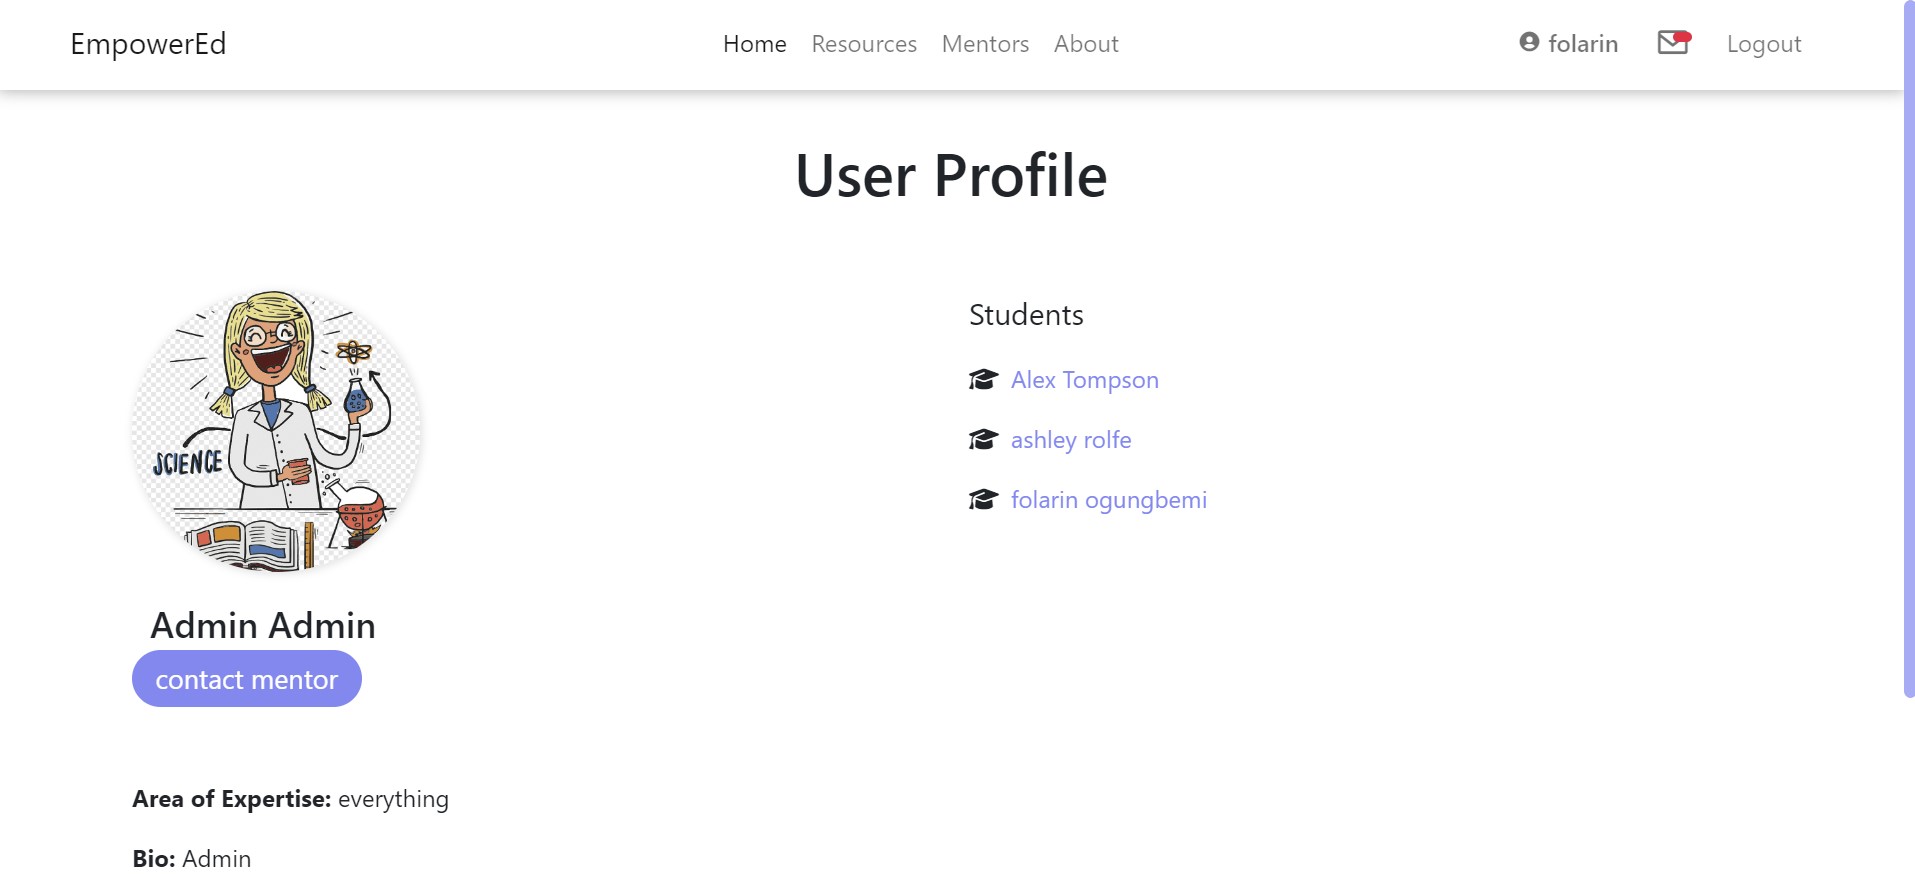 EmpowerEd
Home Resources Mentors About
folarin
Logout
User Profile
SCIENCE
Admin Admin
contact mentor
Area of Expertise: everything
Bio: Admin
Students
Alex Tompson
ashley rolfe
folarin ogungbemi